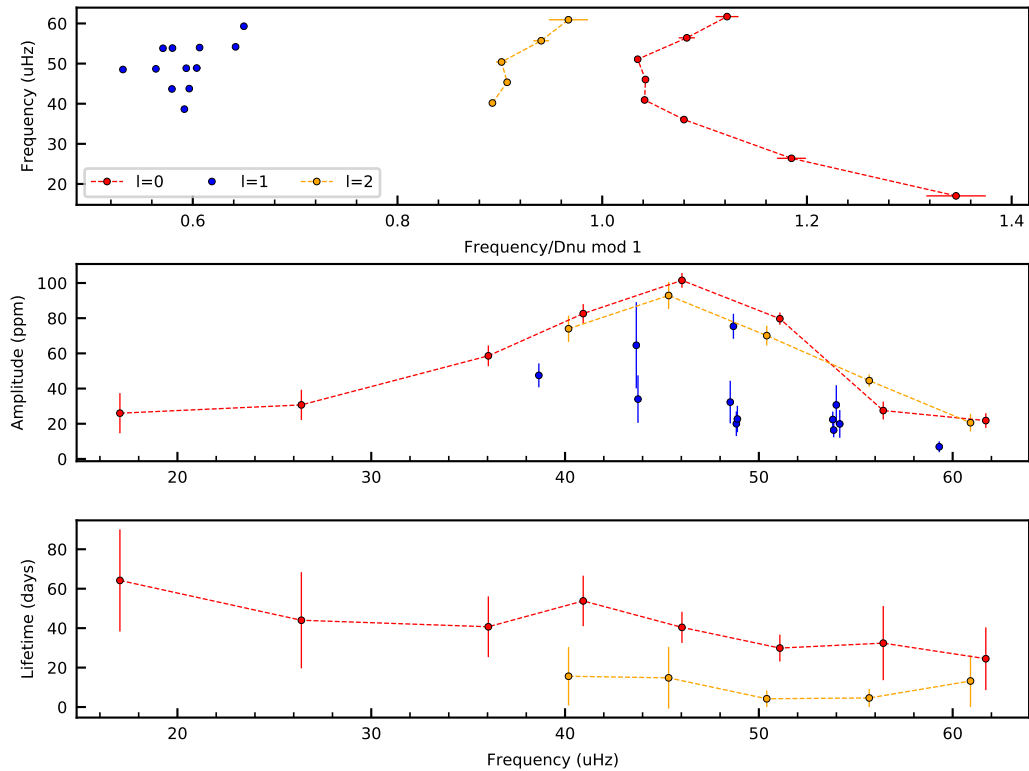 Frequency (uHz)
60
50
40
30
20
l=0 l=1 l=2
0.6 0.8 1.0 1.2 1.4
Frequency/Dnu mod 1
Amplitude (ppm)
100
80
60
40
20
0
20 30 40 50 60
Lifetime (days)
80
60
40
20
0
20 30 40 50 60
Frequency (uHz)